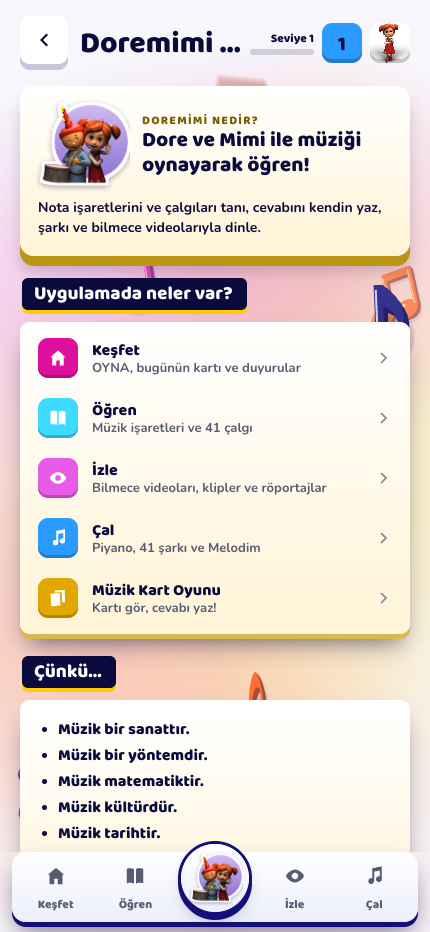 Doremimi ...
Seviye 1
1
DOREMİMİ NEDİR?
Dore ve Mimi ile müziği
oynayarak öğren!
Nota işaretlerini ve çalgıları tanı, cevabını kendin yaz,
şarkı ve bilmece videolarıyla dinle.
Uygulamada neler var?
Keşfet
OYNA, bugünün kartı ve duyurular
Öğren
Müzik işaretleri ve 41 çalgı
İzle
Bilmece videoları, klipler ve röportajlar
Çal
Piyano, 41 şarkı ve Melodim
Müzik Kart Oyunu
Kartı gör, cevabı yaz!
Çünkü...
• Müzik bir sanattır.
• Müzik bir yöntemdir.
• Müzik matematiktir.
• Müzik kültürdür.
• Müzik tarihtir.
Keşfet
Öğren
İzle
Çal